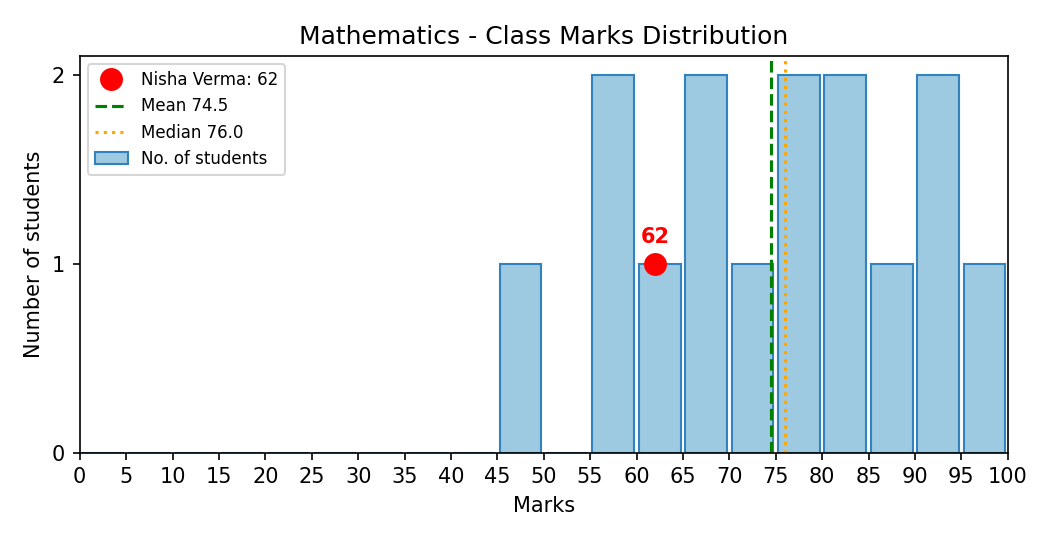 Mathematics - Class Marks Distribution
Nisha Verma: 62
Mean 74.5
Median 76.0
No. of students
Number of students
2
1
0
62
0 5 10 15 20 25 30 35 40 45 50 55 60 65 70 75 80 85 90 95 100
Marks